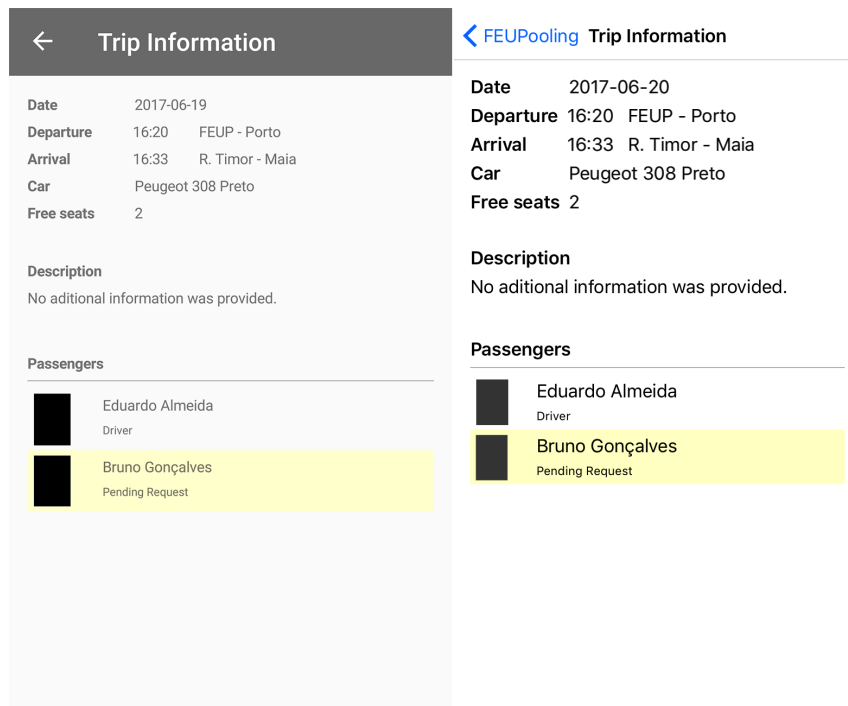 Trip Information
Date 2017-06-19
Departure 16:20 FEUP - Porto
Arrival 16:33 R. Timor - Maia
Car Peugeot 308 Preto
Free seats 2
Description
No aditional information was provided.
Passengers
Eduardo Almeida
Driver
Bruno Gonçalves
Pending Request
FEUPooling Trip Information
Date 2017-06-20
Departure 16:20 FEUP - Porto
Arrival 16:33 R. Timor - Maia
Car Peugeot 308 Preto
Free seats 2
Description
No aditional information was provided.
Passengers
Eduardo Almeida
Driver
Bruno Gonçalves
Pending Request